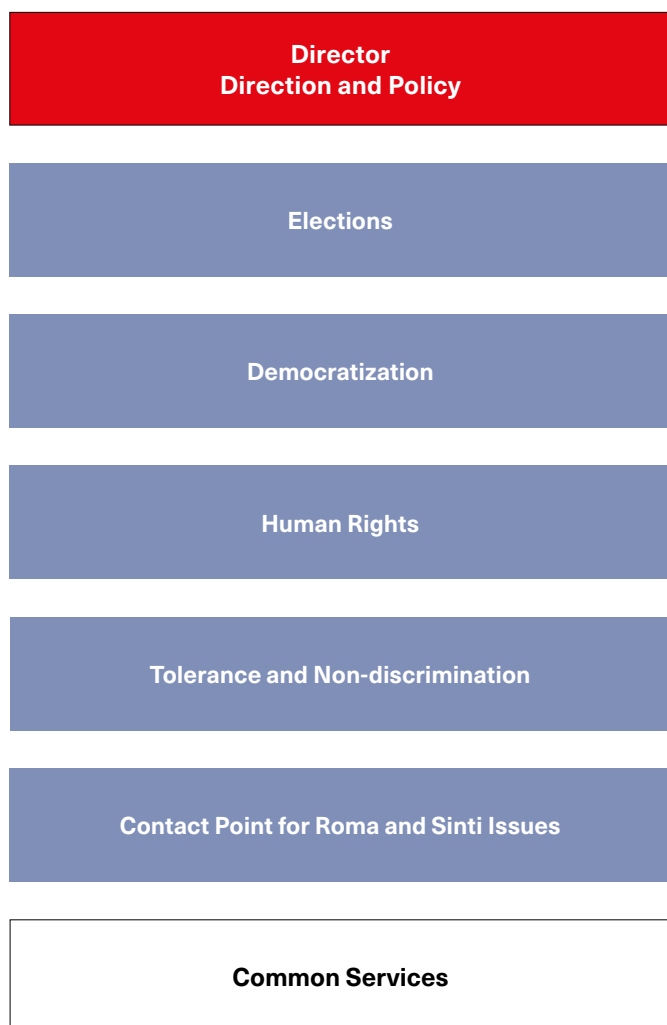 Director
Direction and Policy
Elections
Democratization
Human Rights
Tolerance and Non-discrimination
Contact Point for Roma and Sinti Issues
Common Services